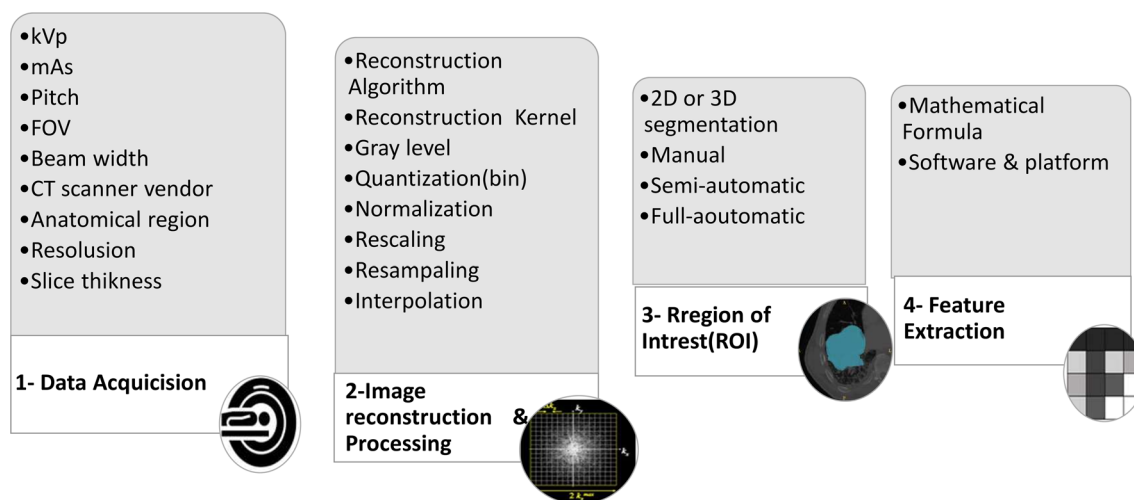 •kVp
•mAs
•Pitch
•FOV
•Beam width
•CT scanner vendor
•Anatomical region
•Resolusion
•Slice thikness
1- Data Acquicision
•Reconstruction
Algorithm
•Reconstruction Kernel
•Gray level
•Quantization(bin)
•Normalization
•Rescaling
•Resampaling
•Interpolation
2-Image
reconstruction &
Processing
•2D or 3D
segmentation
•Manual
•Semi-automatic
•Full-aoutomatic
3- Rregion of
Intrest(ROI)
•Mathematical
Formula
•Software & platform
4- Feature
Extraction